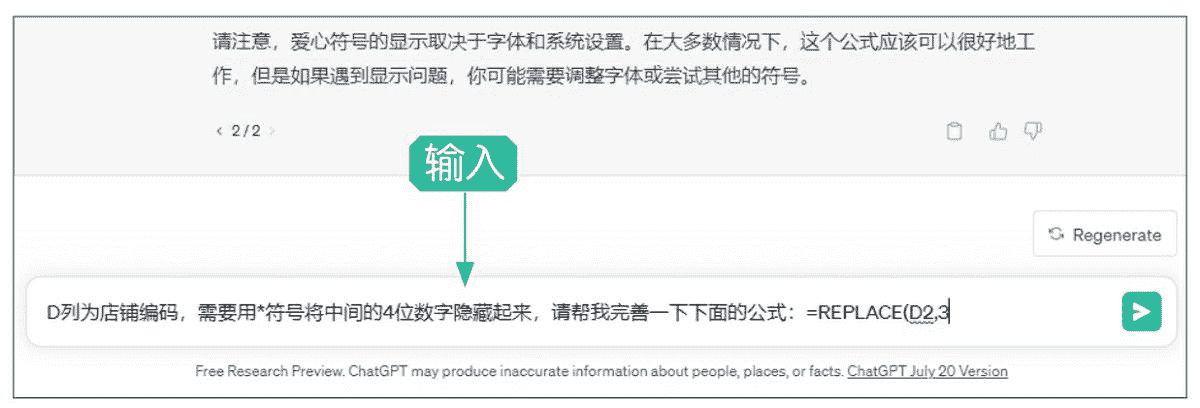 请注意，爱心符号的显示取决于字体和系统设置。在大多数情况下，这个公式应该可以很好地工
作，但是如果遇到显示问题，你可能需要调整字体或尝试其他的符号。
< 2/2 >
输入
Regenerate
D列为店铺编码，需要用*符号将中间的4位数字隐藏起来，请帮我完善一下下面的公式：=REPLACE(D2,3
Free Research Preview. ChatGPT may produce inaccurate information about people, places, or facts. ChatGPT July 20 Version